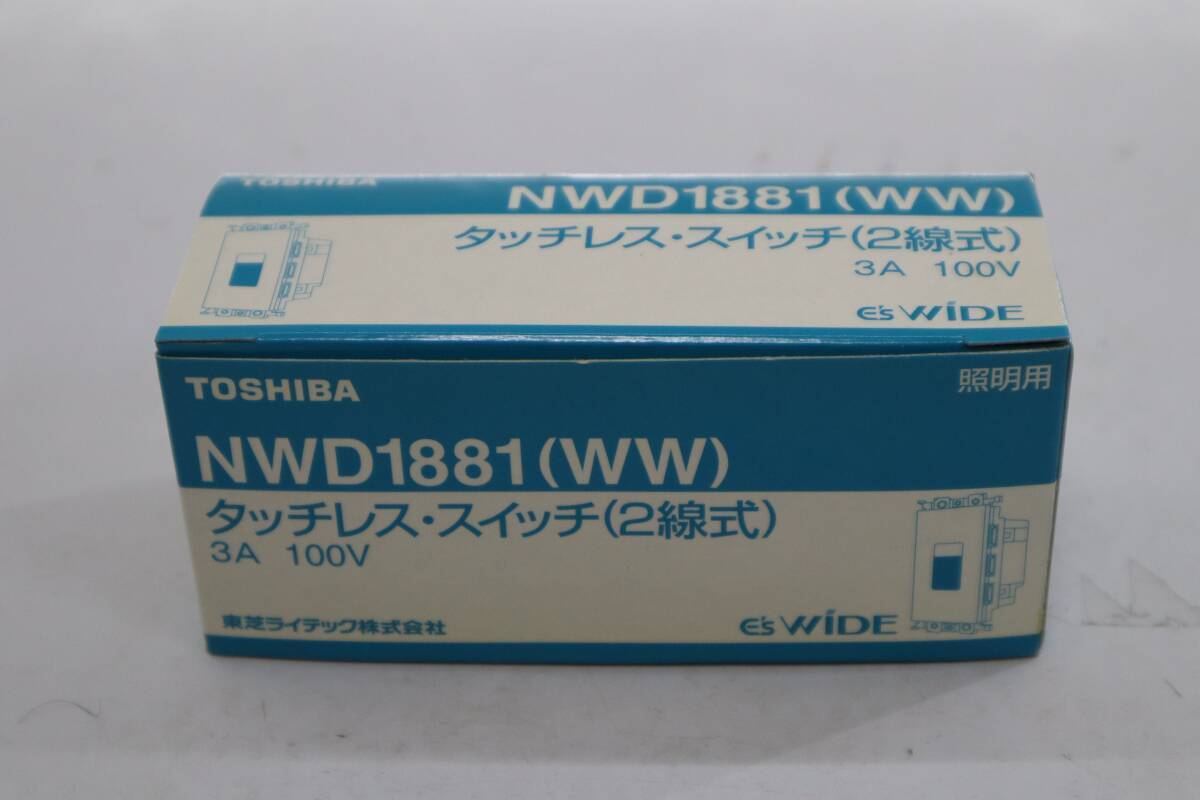 TOSHIBA
NWD1881(WW)
タッチレス・スイッチ(2線式)
3A 100V
E's WiDE
TOSHIBA
照明用
NWD1881(WW)
タッチレス・スイッチ(2線式)
3A 100V
東芝ライテック株式会社
E's WiDE